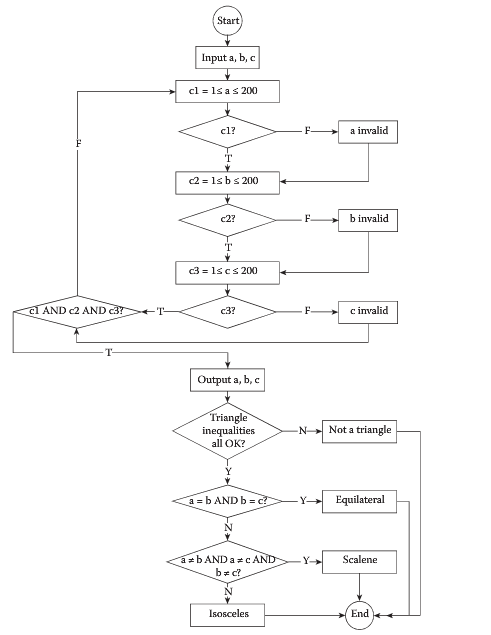 Start
Input a, b, c
c1 = 1≤ a ≤ 200
c1?
F
a invalid
T
c2 = 1≤ b ≤ 200
F
c2?
F
b invalid
T
c3 = 1≤ c ≤ 200
c1 AND c2 AND c3?
T
c3?
F
c invalid
T
Output a, b, c
Triangle
inequalities
all OK?
N
Not a triangle
Y
a = b AND b = c?
Y
Equilateral
N
a ≠ b AND a ≠ c AND
b ≠ c?
Y
Scalene
N
Isosceles
End